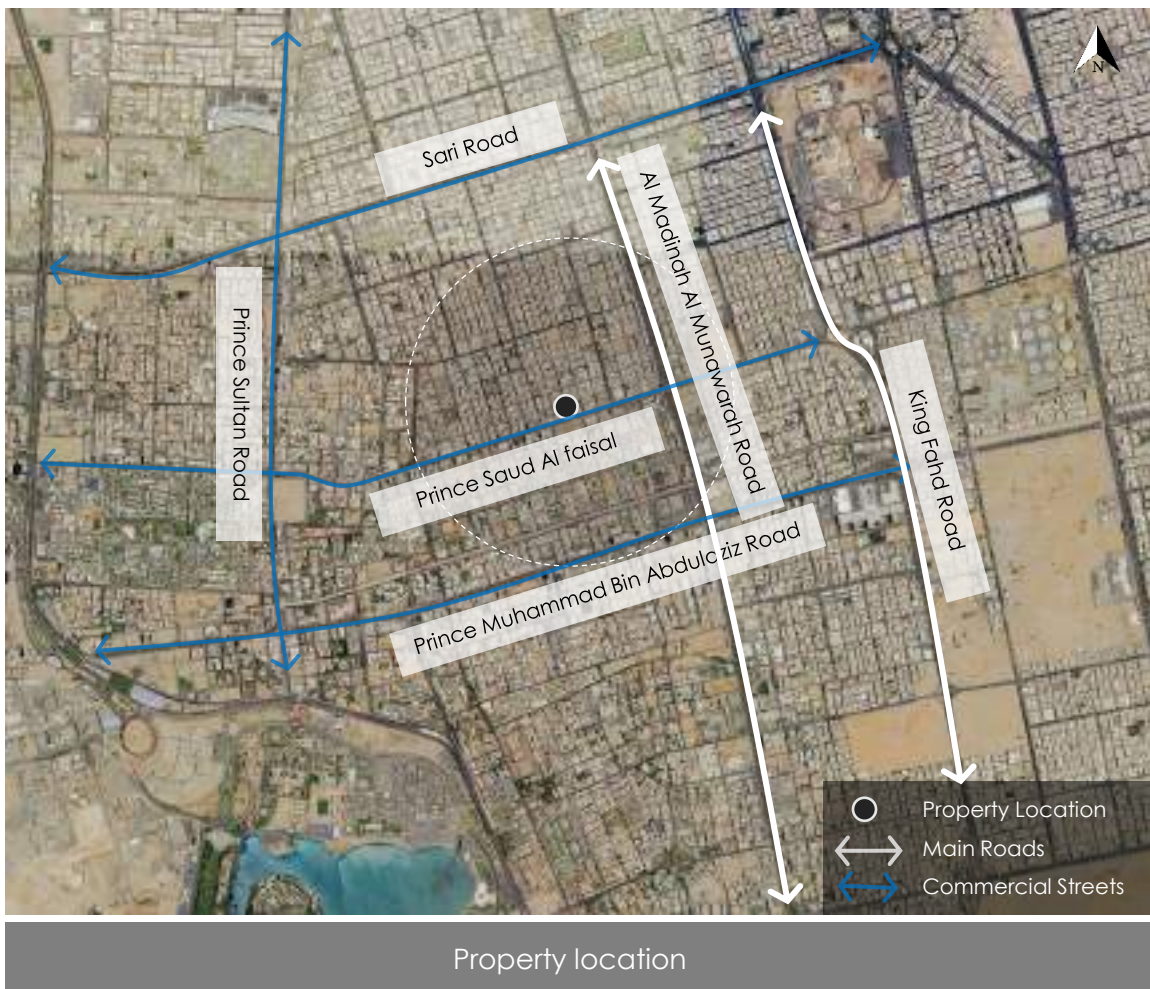 N
Sari Road
Al Madinah Al Munawarah Road
Prince Sultan Road
King Fahd Road
Prince Saud Al faisal
Prince Muhammad Bin Abdulaziz Road
Property Location
Main Roads
Commercial Streets
Property location